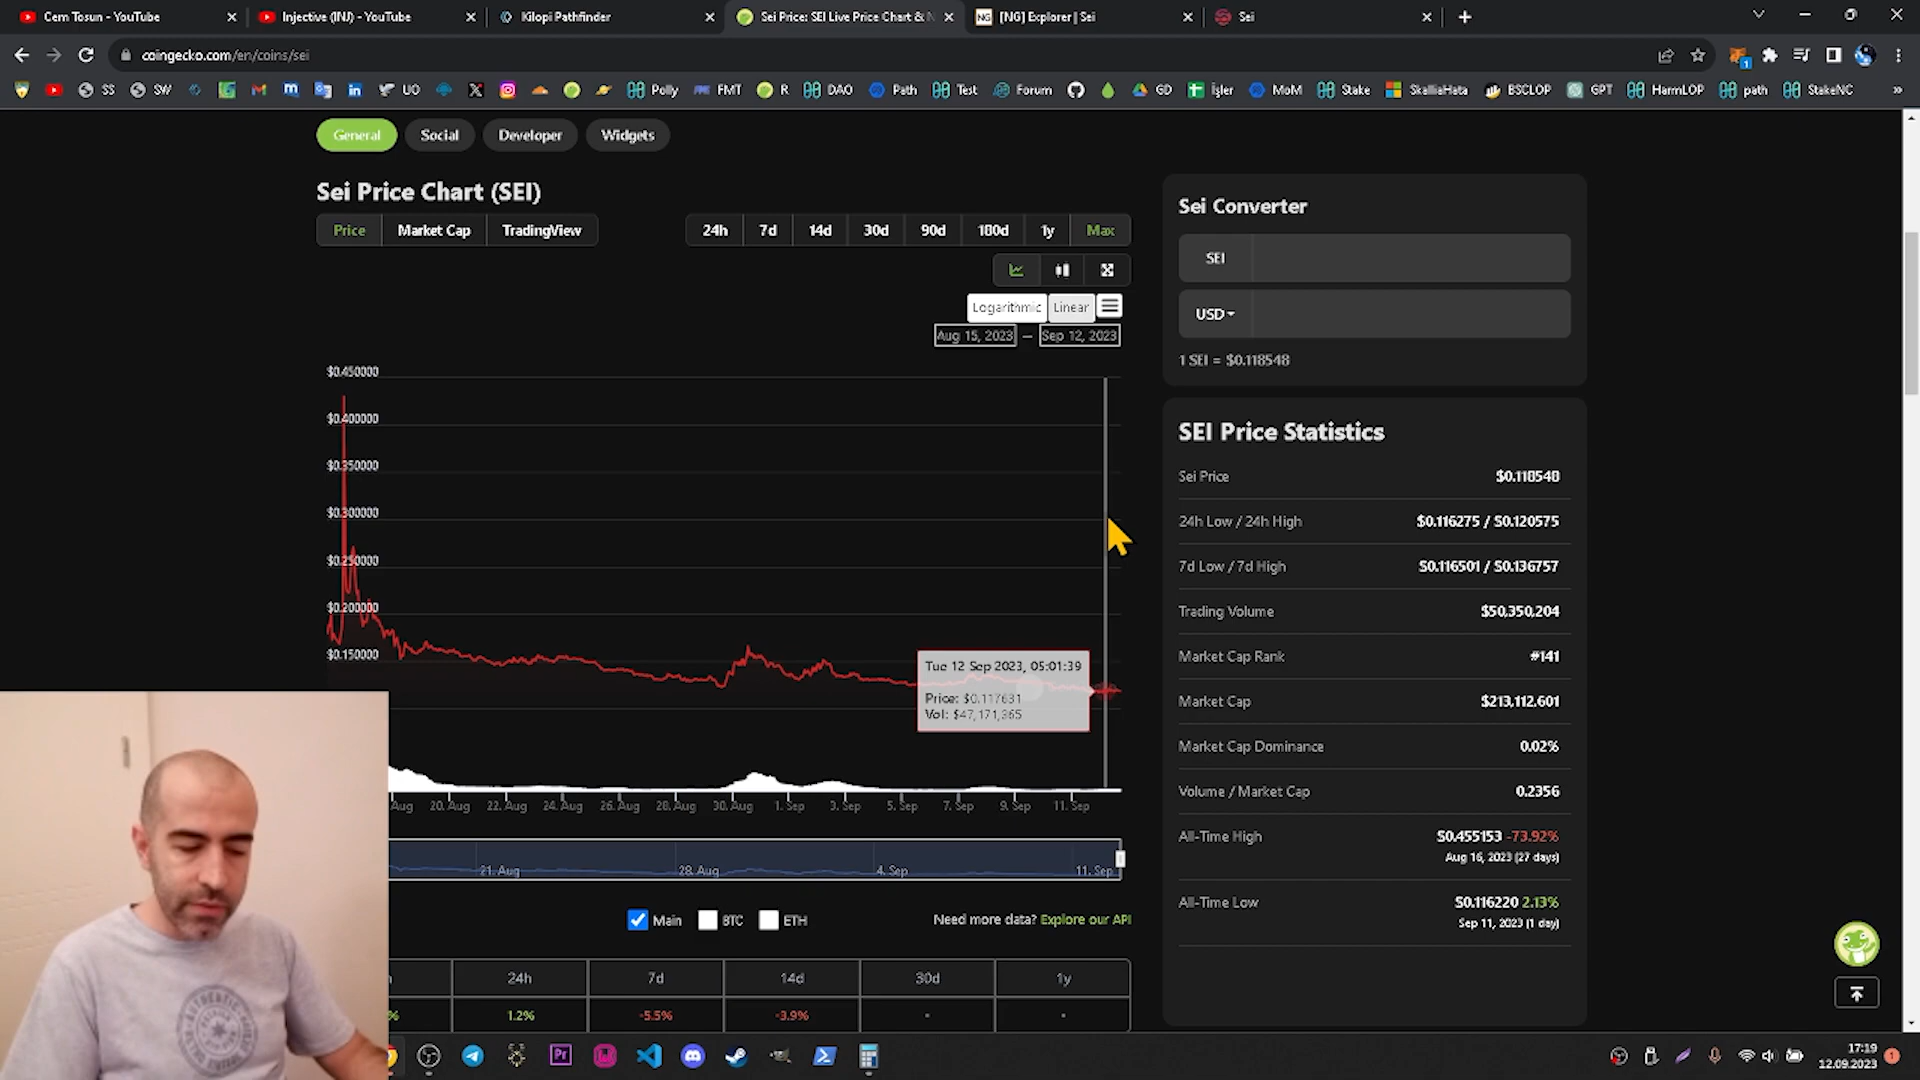 Cem Tosun - YouTube
Injective (INJ) - YouTube
Kilopi Pathfinder
Sei Price: SEI Live Price Chart & N
[NG] Explorer | Sei
Sei
coingecko.com/en/coins/sei
SS
SW
UO
Polly
FMT
R
DAO
Path
Test
Forum
GD
İşler
MoM
Stake
SkalliaHata
BSCLOP
GPT
HarmLOP
path
StakeNC
General
Social
Developer
Widgets
Sei Price Chart (SEI)
Price
Market Cap
TradingView
24h
7d
14d
30d
90d
180d
1y
Max
Logarithmic
Linear
Aug 15, 2023 — Sep 12, 2023
$0.450000
$0.400000
$0.350000
$0.300000
$0.250000
$0.200000
$0.150000
Tue 12 Sep 2023, 05:01:39
Price: $0.117631
Vol: $47,171,365
Aug
20. Aug
22. Aug
24. Aug
26. Aug
28. Aug
30. Aug
1. Sep
3. Sep
5. Sep
7. Sep
9. Sep
11. Sep
21. Aug
28. Aug
4. Sep
11. Sep
Main
BTC
ETH
Need more data? Explore our API
24h
7d
14d
30d
1y
%
1.2%
-5.5%
-3.9%
-
-
Sei Converter
SEI
USD
1 SEI = $0.118548
SEI Price Statistics
Sei Price
$0.118548
24h Low / 24h High
$0.116275 / $0.120575
7d Low / 7d High
$0.116501 / $0.136757
Trading Volume
$50,350,204
Market Cap Rank
#141
Market Cap
$213,112,601
Market Cap Dominance
0.02%
Volume / Market Cap
0.2356
All-Time High
$0.455153 -73.92%
Aug 16, 2023 (27 days)
All-Time Low
$0.116220 2.13%
Sep 11, 2023 (1 day)
17:19
12.09.2023